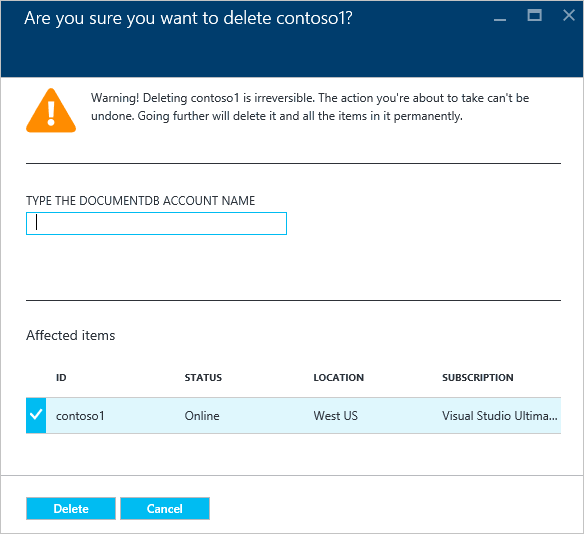 Are you sure you want to delete contoso1?
Warning! Deleting contoso1 is irreversible. The action you're about to take can't be
undone. Going further will delete it and all the items in it permanently.
TYPE THE DOCUMENTDB ACCOUNT NAME
Affected items
ID STATUS LOCATION SUBSCRIPTION
contoso1 Online West US Visual Studio Ultima...
Delete Cancel